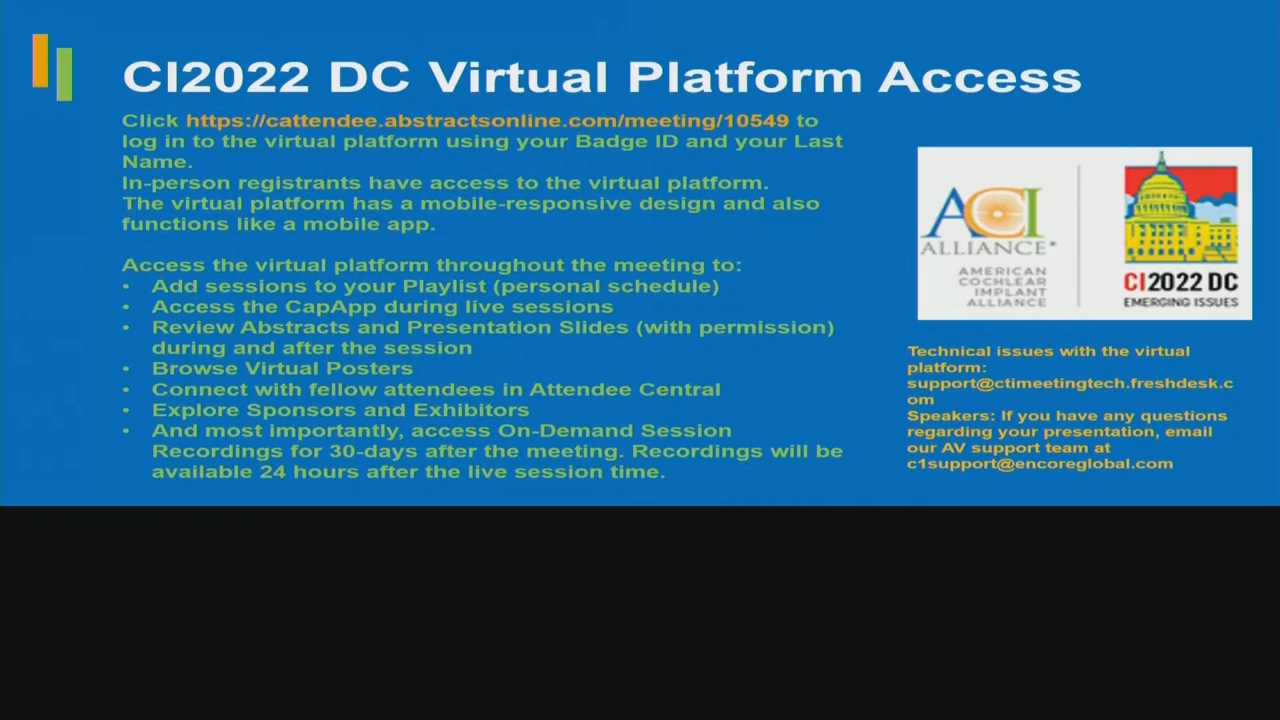 CI2022 DC Virtual Platform Access
Click https://cattendee.abstractsonline.com/meeting/10549 to
log in to the virtual platform using your Badge ID and your Last
Name.
In-person registrants have access to the virtual platform.
The virtual platform has a mobile-responsive design and also
functions like a mobile app.
Access the virtual platform throughout the meeting to:
• Add sessions to your Playlist (personal schedule)
• Access the CapApp during live sessions
• Review Abstracts and Presentation Slides (with permission)
during and after the session
• Browse Virtual Posters
• Connect with fellow attendees in Attendee Central
• Explore Sponsors and Exhibitors
• And most importantly, access On-Demand Session
Recordings for 30-days after the meeting. Recordings will be
available 24 hours after the live session time.
ACI
ALLIANCE
AMERICAN
COCHLEAR
IMPLANT
ALLIANCE
CI2022 DC
EMERGING ISSUES
Technical issues with the virtual
platform:
support@ctimeetingtech.freshdesk.c
om
Speakers: If you have any questions
regarding your presentation, email
our AV support team at
c1support@encoreglobal.com